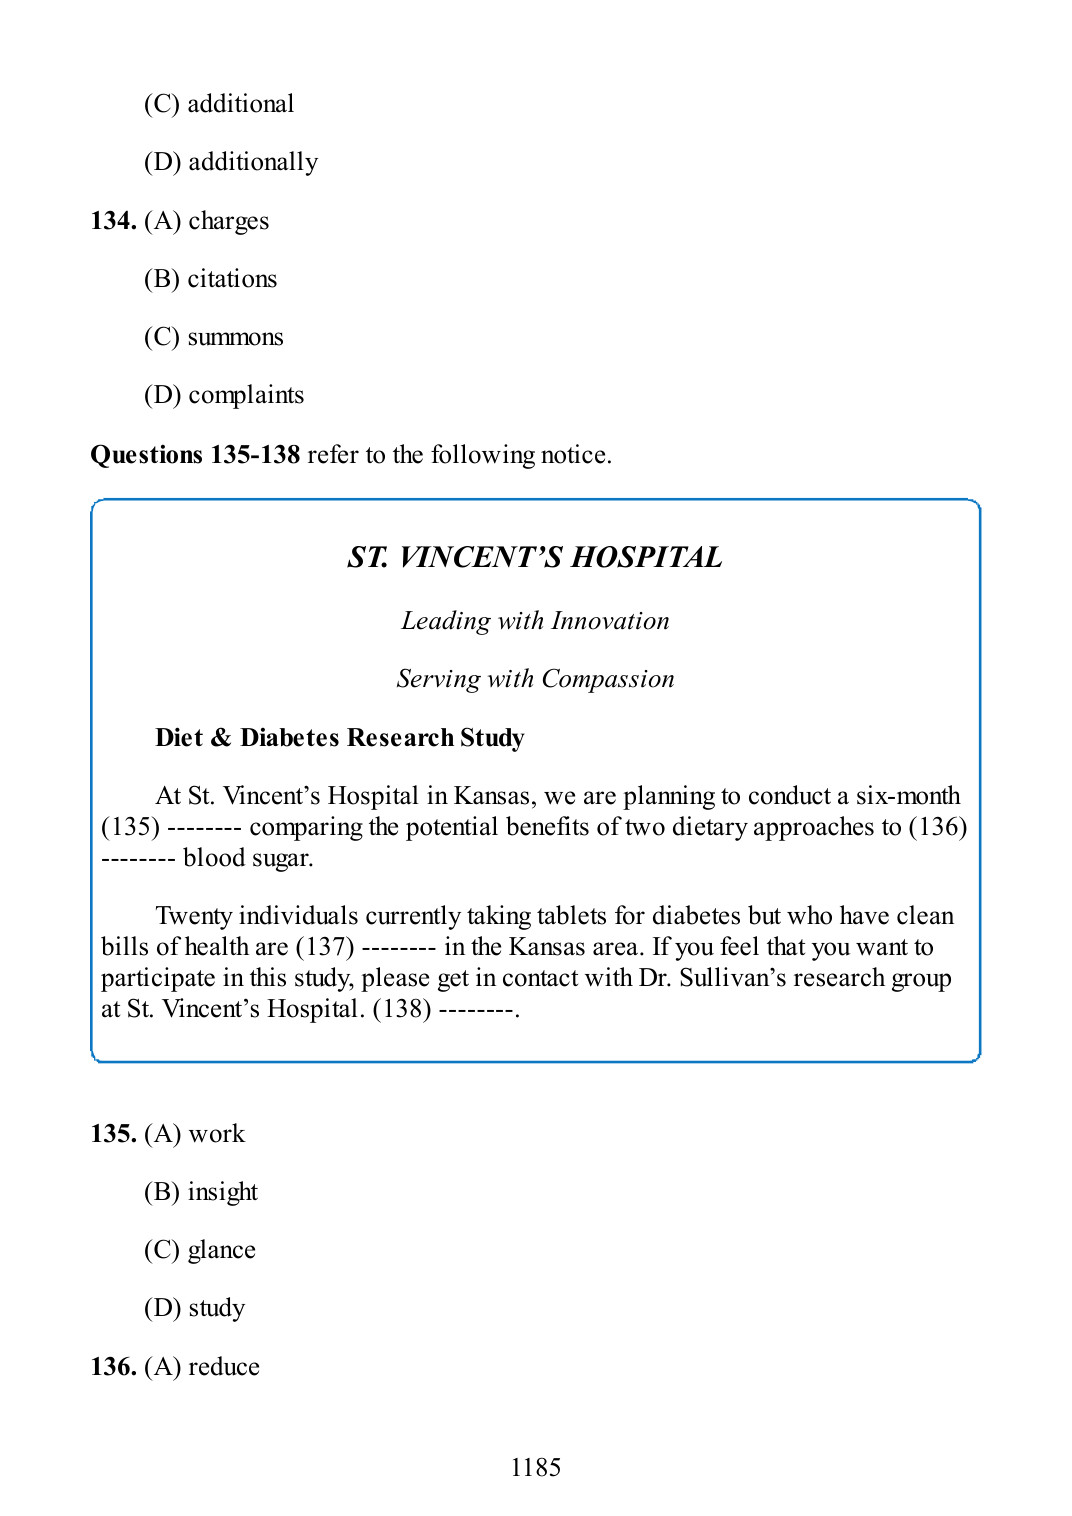 (C) additional
(D) additionally
134. (A) charges
(B) citations
(C) summons
(D) complaints
Questions 135-138 refer to the following notice.
ST. VINCENT’S HOSPITAL
Leading with Innovation
Serving with Compassion
Diet & Diabetes Research Study
At St. Vincent’s Hospital in Kansas, we are planning to conduct a six-month
(135) -------- comparing the potential benefits of two dietary approaches to (136)
-------- blood sugar.
Twenty individuals currently taking tablets for diabetes but who have clean
bills of health are (137) -------- in the Kansas area. If you feel that you want to
participate in this study, please get in contact with Dr. Sullivan’s research group
at St. Vincent’s Hospital. (138) --------.
135. (A) work
(B) insight
(C) glance
(D) study
136. (A) reduce
1185